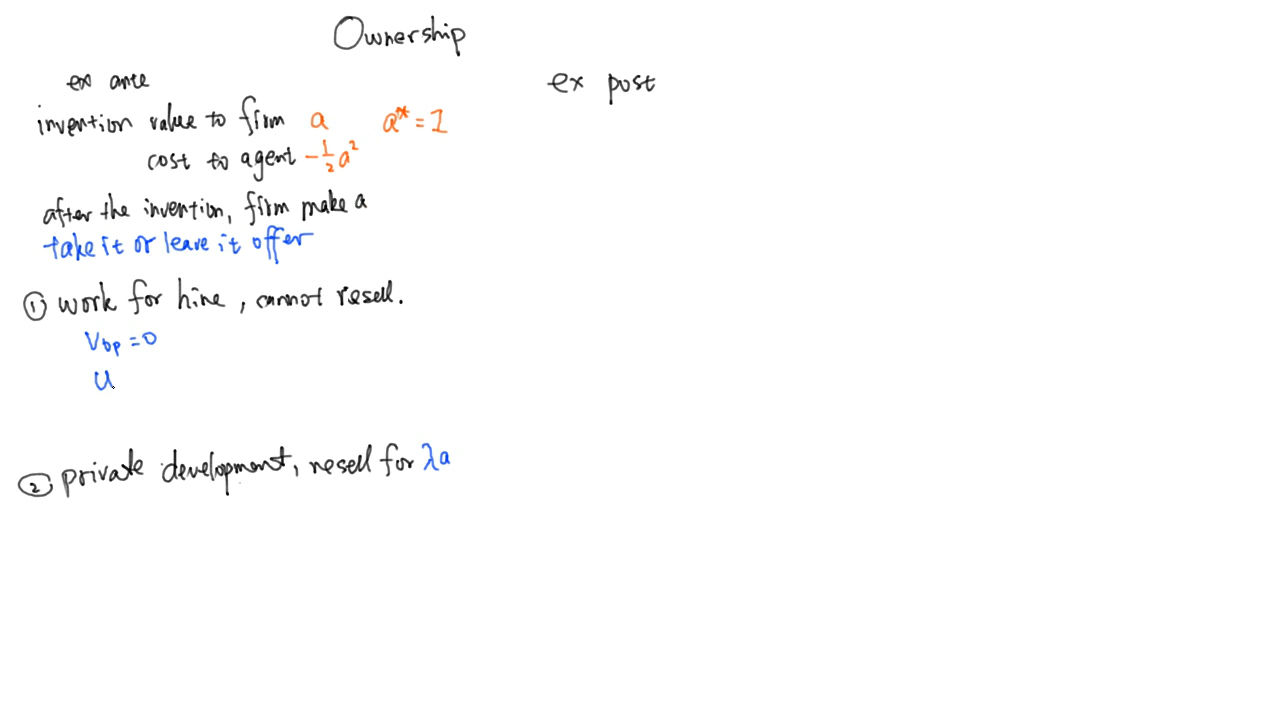 Ownership
ex ante
ex post
invention value to firm a a* = 1
cost to agent -½a²
after the invention, firm make a
take it or leave it offer
① work for hire, cannot resell.
V_op = 0
U
② private development, resell for λa